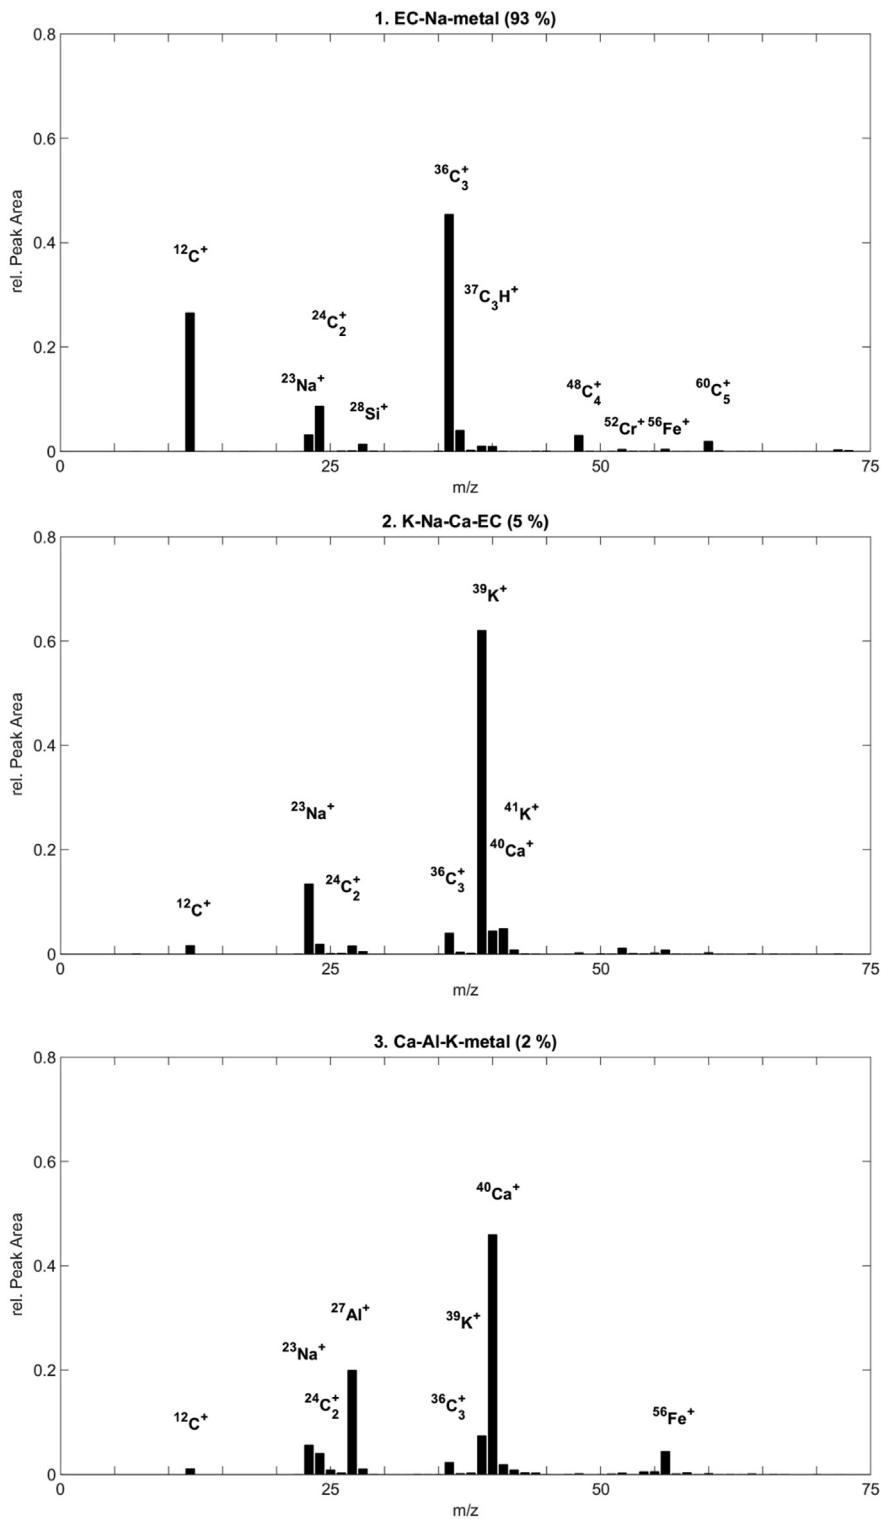 1. EC-Na-metal (93 %)
0.8
0.6
0.4
0.2
0
rel. Peak Area
¹²C⁺
²³Na⁺
²⁴C₂⁺
²⁸Si⁺
³⁶C₃⁺
³⁷C₃H⁺
⁴⁸C₄⁺
⁵²Cr⁺ ⁵⁶Fe⁺
⁶⁰C₅⁺
0 25 50 75
m/z
2. K-Na-Ca-EC (5 %)
0.8
0.6
0.4
0.2
0
rel. Peak Area
¹²C⁺
²³Na⁺
²⁴C₂⁺
³⁶C₃⁺
³⁹K⁺
⁴¹K⁺
⁴⁰Ca⁺
0 25 50 75
m/z
3. Ca-Al-K-metal (2 %)
0.8
0.6
0.4
0.2
0
rel. Peak Area
¹²C⁺
²³Na⁺
²⁴C₂⁺
²⁷Al⁺
³⁶C₃⁺
³⁹K⁺
⁴⁰Ca⁺
⁵⁶Fe⁺
0 25 50 75
m/z